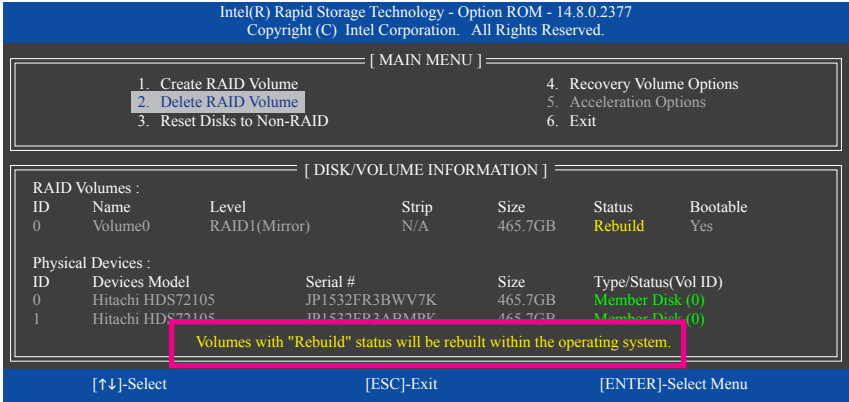 Intel(R) Rapid Storage Technology - Option ROM - 14.8.0.2377
Copyright (C) Intel Corporation. All Rights Reserved.
[ MAIN MENU ]
1. Create RAID Volume 4. Recovery Volume Options
2. Delete RAID Volume 5. Acceleration Options
3. Reset Disks to Non-RAID 6. Exit
[ DISK/VOLUME INFORMATION ]
RAID Volumes :
ID Name Level Strip Size Status Bootable
0 Volume0 RAID1(Mirror) N/A 465.7GB Rebuild Yes
Physical Devices :
ID Devices Model Serial # Size Type/Status(Vol ID)
0 Hitachi HDS72105 JP1532FR3BWV7K 465.7GB Member Disk (0)
1 Hitachi HDS72105 JP1532FR3ABMRK 465.7GB Member Disk (0)
Volumes with "Rebuild" status will be rebuilt within the operating system.
[↑↓]-Select [ESC]-Exit [ENTER]-Select Menu